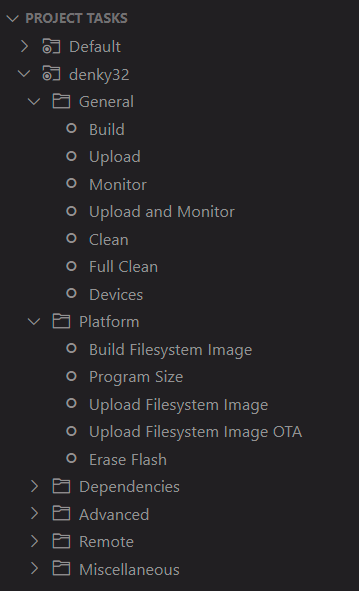 PROJECT TASKS
Default
denky32
General
Build
Upload
Monitor
Upload and Monitor
Clean
Full Clean
Devices
Platform
Build Filesystem Image
Program Size
Upload Filesystem Image
Upload Filesystem Image OTA
Erase Flash
Dependencies
Advanced
Remote
Miscellaneous